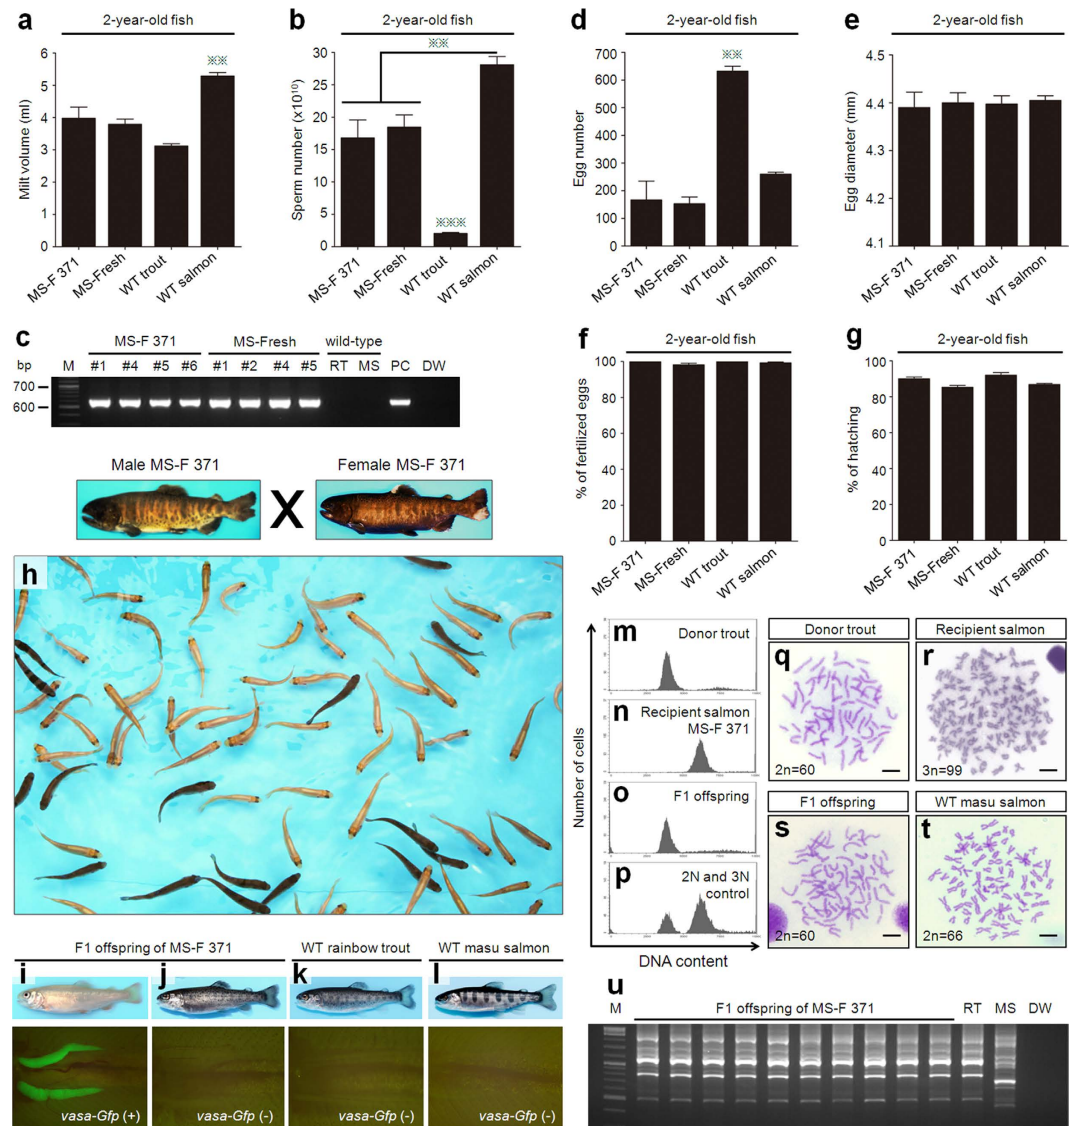 a
2-year-old fish
Milt volume (ml)
6
5
4
3
2
1
0
※※
MS-F 371
MS-Fresh
WT trout
WT salmon
b
2-year-old fish
Sperm number (x10¹⁰)
30
25
20
15
10
5
0
※※
※※※
MS-F 371
MS-Fresh
WT trout
WT salmon
d
2-year-old fish
Egg number
700
600
500
400
300
200
100
0
※※
MS-F 371
MS-Fresh
WT trout
WT salmon
e
2-year-old fish
Egg diameter (mm)
4.5
4.4
4.3
4.2
4.1
MS-F 371
MS-Fresh
WT trout
WT salmon
c
MS-F 371 MS-Fresh wild-type
bp M #1 #4 #5 #6 #1 #2 #4 #5 RT MS PC DW
700
600
f
2-year-old fish
% of fertilized eggs
100
80
60
40
20
0
MS-F 371
MS-Fresh
WT trout
WT salmon
g
2-year-old fish
% of hatching
100
80
60
40
20
0
MS-F 371
MS-Fresh
WT trout
WT salmon
Male MS-F 371
X
Female MS-F 371
h
Number of cells
m
Donor trout
n
Recipient salmon
MS-F 371
o
F1 offspring
p
2N and 3N
control
DNA content
Donor trout
q
2n=60
Recipient salmon
r
3n=99
F1 offspring
s
2n=60
WT masu salmon
t
2n=66
F1 offspring of MS-F 371
WT rainbow trout
WT masu salmon
i
j
k
l
vasa-Gfp (+)
vasa-Gfp (-)
vasa-Gfp (-)
vasa-Gfp (-)
u
M F1 offspring of MS-F 371 RT MS DW